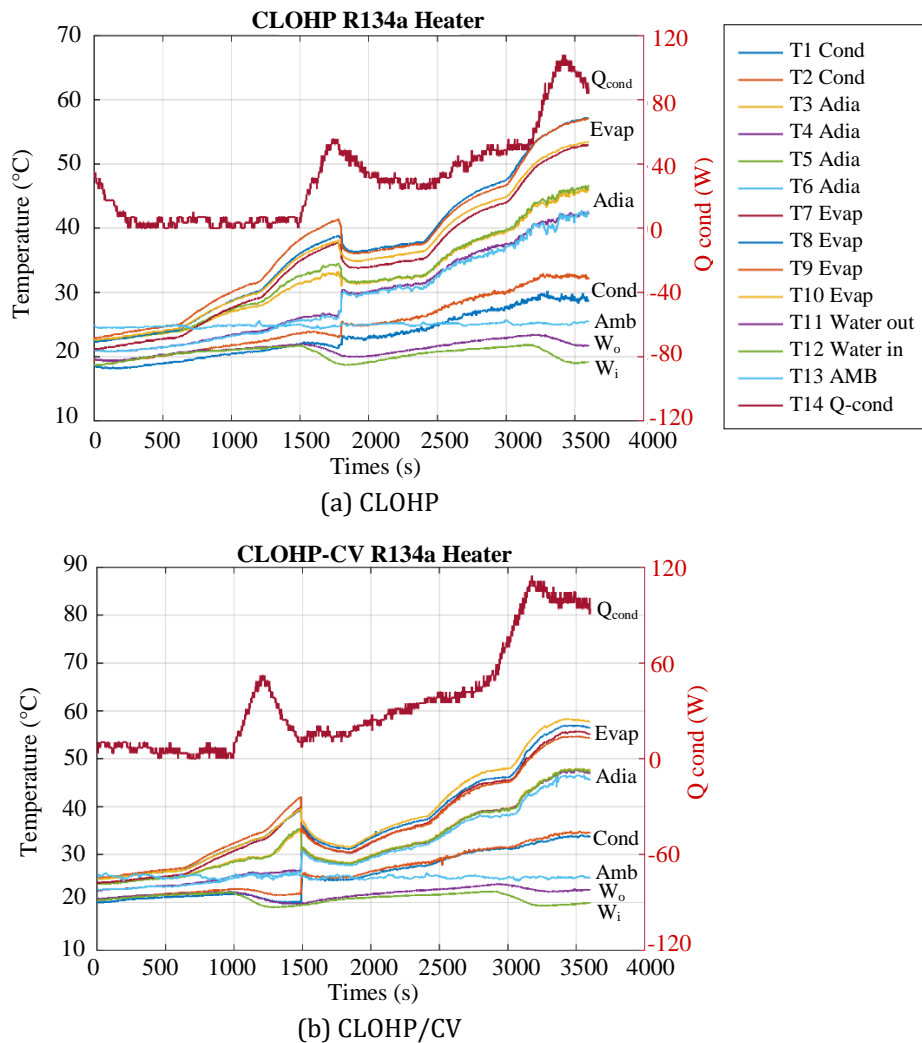 CLOHP R134a Heater
70
60
50
40
30
20
10
Temperature (°C)
120
80
40
0
-40
-80
-120
Q cond (W)
Qcond
Evap
Adia
Cond
Amb
Wo
Wi
0 500 1000 1500 2000 2500 3000 3500 4000
Times (s)
T1 Cond
T2 Cond
T3 Adia
T4 Adia
T5 Adia
T6 Adia
T7 Evap
T8 Evap
T9 Evap
T10 Evap
T11 Water out
T12 Water in
T13 AMB
T14 Q-cond
(a) CLOHP
CLOHP-CV R134a Heater
90
80
70
60
50
40
30
20
10
Temperature (°C)
120
60
0
-60
-120
Q cond (W)
Qcond
Evap
Adia
Cond
Amb
Wo
Wi
0 500 1000 1500 2000 2500 3000 3500 4000
Times (s)
(b) CLOHP/CV